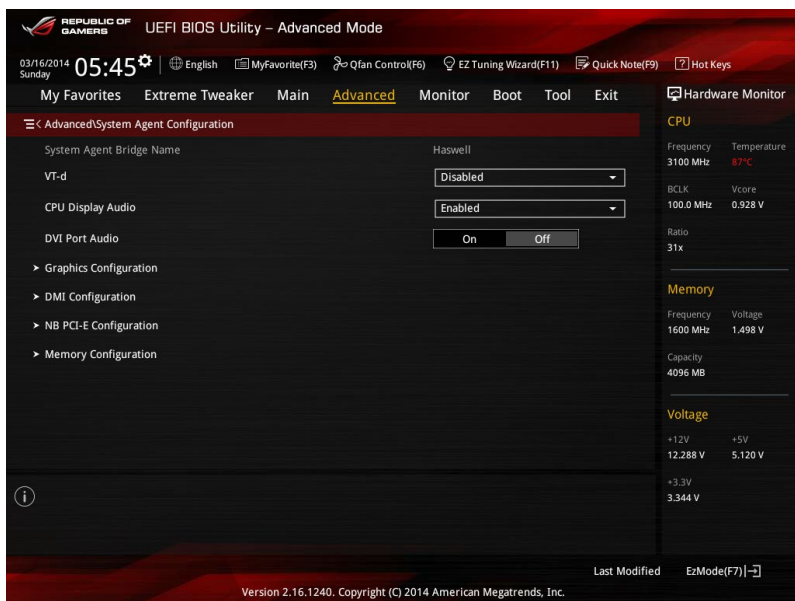 REPUBLIC OF GAMERS UEFI BIOS Utility – Advanced Mode
03/16/2014 Sunday 05:45 English MyFavorite(F3) Qfan Control(F6) EZ Tuning Wizard(F11) Quick Note(F9) ? Hot Keys
My Favorites Extreme Tweaker Main Advanced Monitor Boot Tool Exit
Advanced\System Agent Configuration
System Agent Bridge Name Haswell
VT-d Disabled
CPU Display Audio Enabled
DVI Port Audio On Off
> Graphics Configuration
> DMI Configuration
> NB PCI-E Configuration
> Memory Configuration
Hardware Monitor
CPU
Frequency Temperature
3100 MHz 87°C
BCLK Vcore
100.0 MHz 0.928 V
Ratio
31x
Memory
Frequency Voltage
1600 MHz 1.498 V
Capacity
4096 MB
Voltage
+12V +5V
12.288 V 5.120 V
+3.3V
3.344 V
Last Modified EzMode(F7)
Version 2.16.1240. Copyright (C) 2014 American Megatrends, Inc.